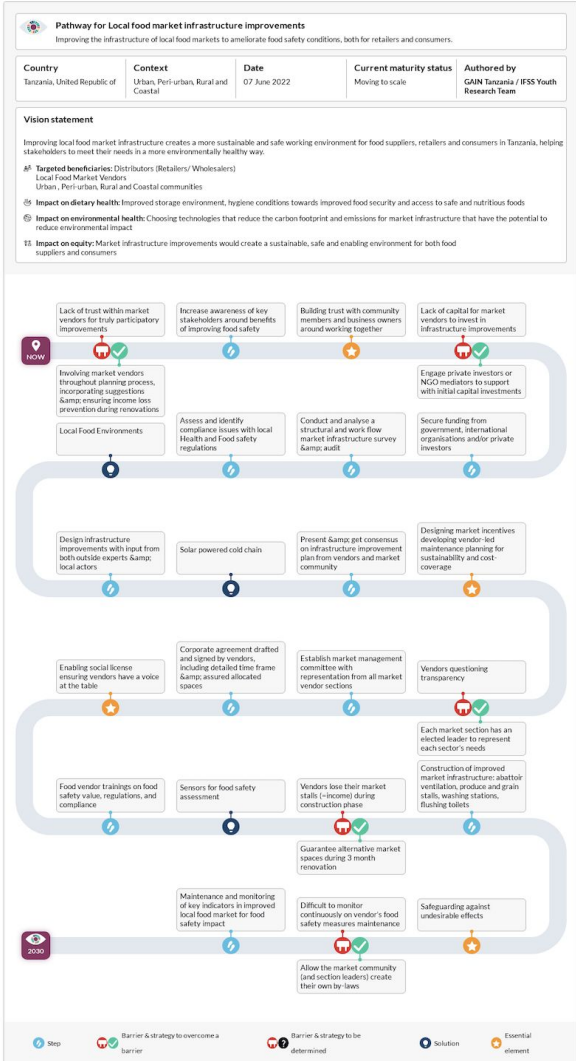 Pathway for Local food market infrastructure improvements
Improving the infrastructure of local food markets to ameliorate food safety conditions, both for retailers and consumers.
Country
Tanzania, United Republic of
Context
Urban, Peri-urban, Rural and
Coastal
Date
07 June 2022
Current maturity status
Moving to scale
Authored by
GAIN Tanzania / IFSS Youth
Research Team
Vision statement
Improving local food market infrastructure creates a more sustainable and safe working environment for food suppliers, retailers and consumers in Tanzania, helping
stakeholders to meet their needs in a more environmentally healthy way.
Targeted beneficiaries: Distributors (Retailers/ Wholesalers)
Local Food Market Vendors
Urban , Peri-urban, Rural and Coastal communities
Impact on dietary health: Improved storage environment, hygiene conditions towards improved food security and access to safe and nutritious foods
Impact on environmental health: Choosing technologies that reduce the carbon footprint and emissions for market infrastructure that have the potential to
reduce environmental impact
Impact on equity: Market infrastructure improvements would create a sustainable, safe and enabling environment for both food
suppliers and consumers
Lack of trust within market
vendors for truly participatory
improvements
Increase awareness of key
stakeholders around benefits
of improving food safety
Building trust with community
members and business owners
around working together
Lack of capital for market
vendors to invest in
infrastructure improvements
NOW
Involving market vendors
throughout planning process,
incorporating suggestions
&amp; ensuring income loss
prevention during renovations
Engage private investors or
NGO mediators to support
with initial capital investments
Local Food Environments
Assess and identify
compliance issues with local
Health and Food safety
regulations
Conduct and analyse a
structural and work flow
market infrastructure survey
&amp; audit
Secure funding from
government, international
organisations and/or private
investors
Design infrastructure
improvements with input from
both outside experts &amp;
local actors
Solar powered cold chain
Present &amp; get consensus
on infrastructure improvement
plan from vendors and market
community
Designing market incentives
developing vendor-led
maintenance planning for
sustainability and cost-
coverage
Enabling social license
ensuring vendors have a voice
at the table
Corporate agreement drafted
and signed by vendors,
including detailed time frame
&amp; assured allocated
spaces
Establish market management
committee with
representation from all market
vendor sections
Vendors questioning
transparency
Each market section has an
elected leader to represent
each sector's needs
Food vendor trainings on food
safety value, regulations, and
compliance
Sensors for food safety
assessment
Vendors lose their market
stalls (=income) during
construction phase
Construction of improved
market infrastructure: abattoir
ventilation, produce and grain
stalls, washing stations,
flushing toilets
Guarantee alternative market
spaces during 3 month
renovation
Maintenance and monitoring
of key indicators in improved
local food market for food
safety impact
Difficult to monitor
continuously on vendor's food
safety measures maintenance
Safeguarding against
undesirable effects
2030
Allow the market community
(and section leaders) create
their own by-laws
Step
Barrier & strategy to overcome a
barrier
Barrier & strategy to be
determined
Solution
Essential
element